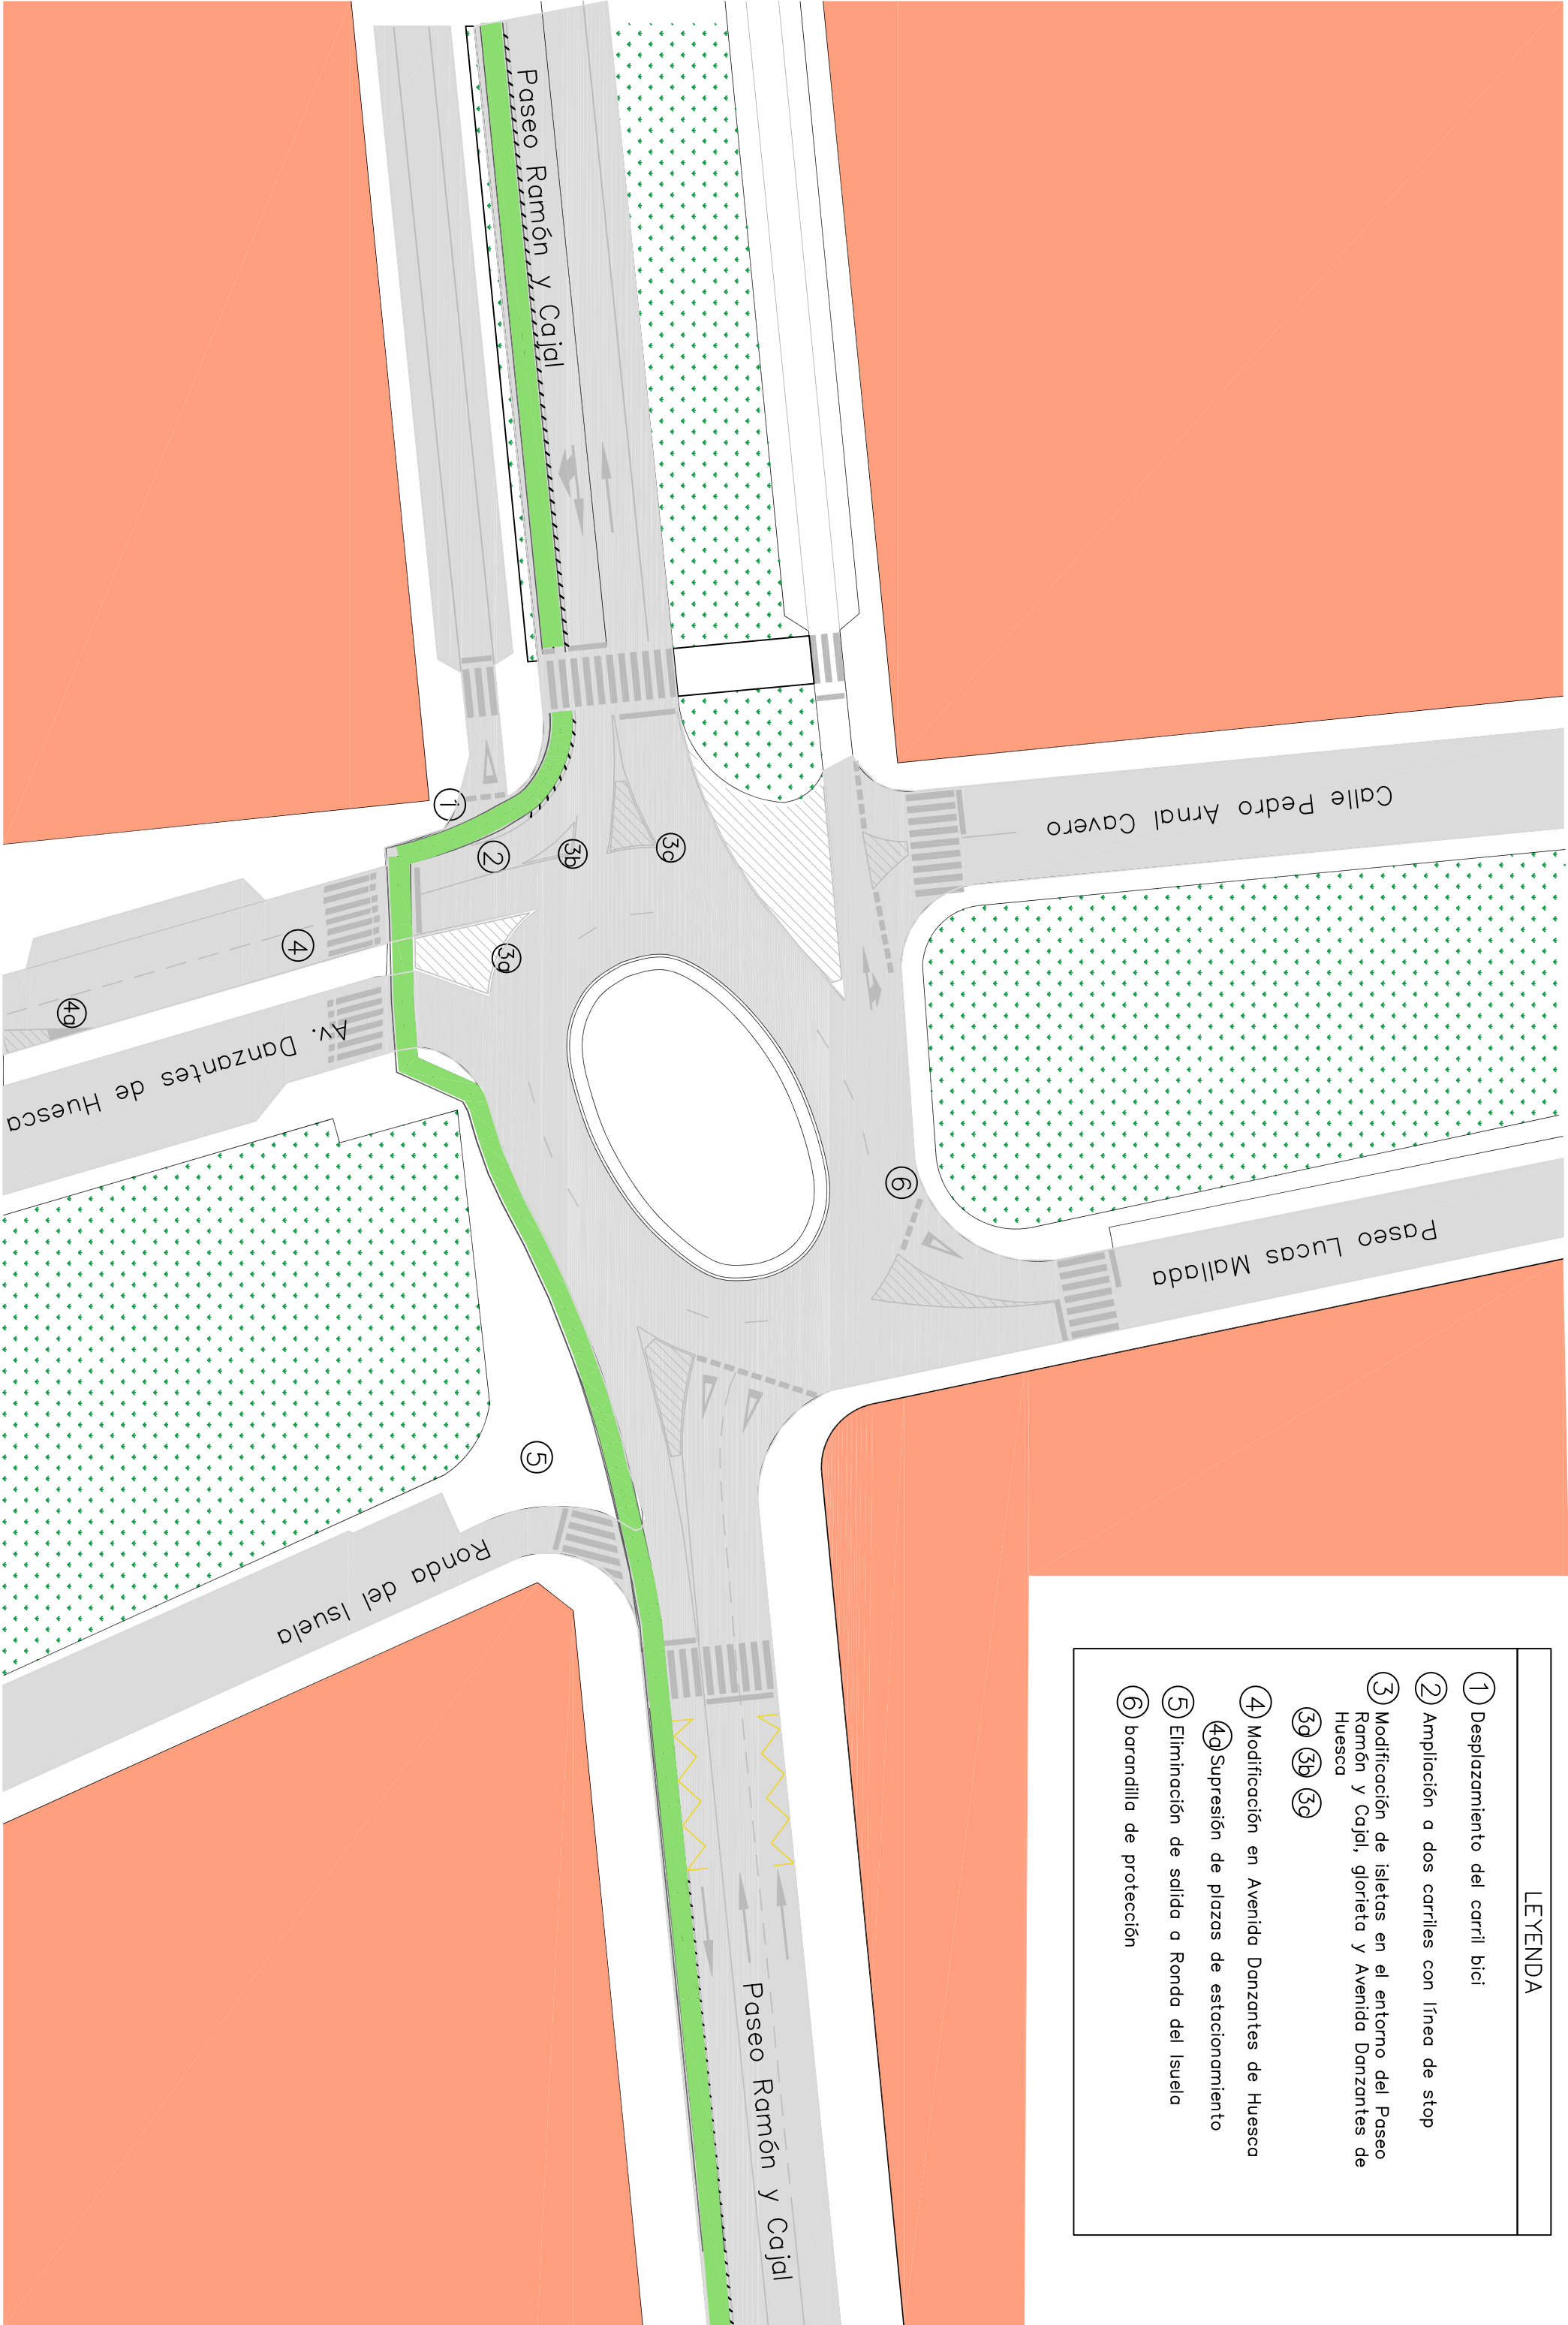 Paseo Ramón y Cajal
Calle Pedro Arnal Cavero
1
2
3b
3c
3a
4
4a
Av. Danzantes de Huesca
6
Paseo Lucas Mallada
5
Ronda del Isuela
Paseo Ramón y Cajal
LEYENDA
1 Desplazamiento del carril bici
2 Ampliación a dos carriles con línea de stop
3 Modificación de isletas en el entorno del Paseo
Ramón y Cajal, glorieta y Avenida Danzantes de
Huesca
3a 3b 3c
4 Modificación en Avenida Danzantes de Huesca
4a Supresión de plazas de estacionamiento
5 Eliminación de salida a Ronda del Isuela
6 barandilla de protección